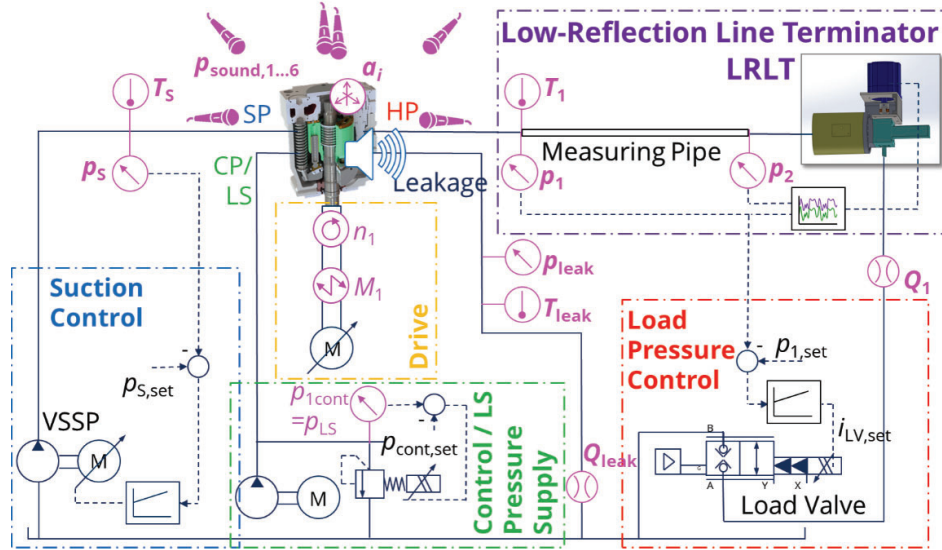 Low-Reflection Line Terminator
LRLT
p_sound,1...6
a_i
T_S
SP
HP
T_1
p_S
CP/
LS
Leakage
Measuring Pipe
p_1
p_2
n_1
p_leak
Q_1
M_1
T_leak
Suction
Control
Drive
M
Load
Pressure
Control
-
p_1,set
-
p_S,set
p_1cont
=p_LS
-
p_cont,set
Control / LS
Pressure
Supply
i_LV,set
VSSP
M
M
Q_leak
B
C
A
Y
X
Load Valve